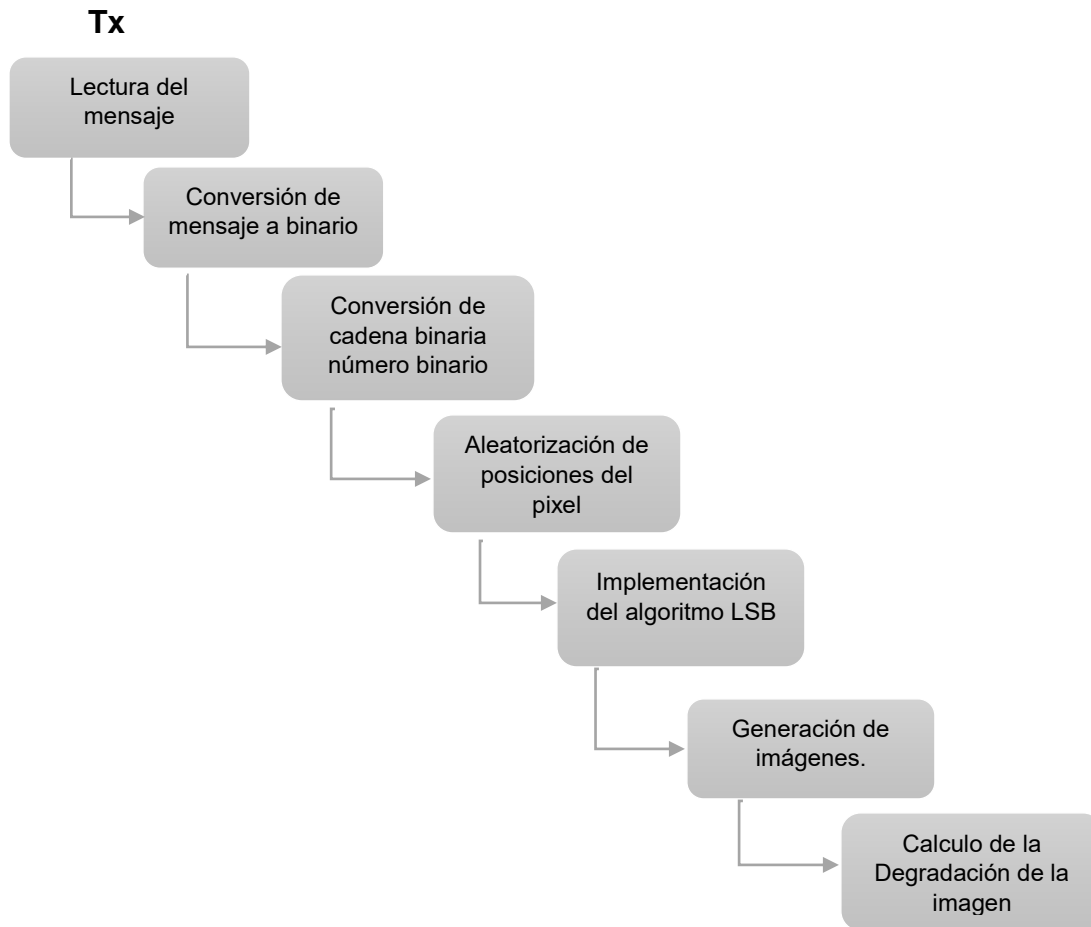 Tx
Lectura del
mensaje
Conversión de
mensaje a binario
Conversión de
cadena binaria
número binario
Aleatorización de
posiciones del
pixel
Implementación
del algoritmo LSB
Generación de
imágenes.
Calculo de la
Degradación de la
imagen